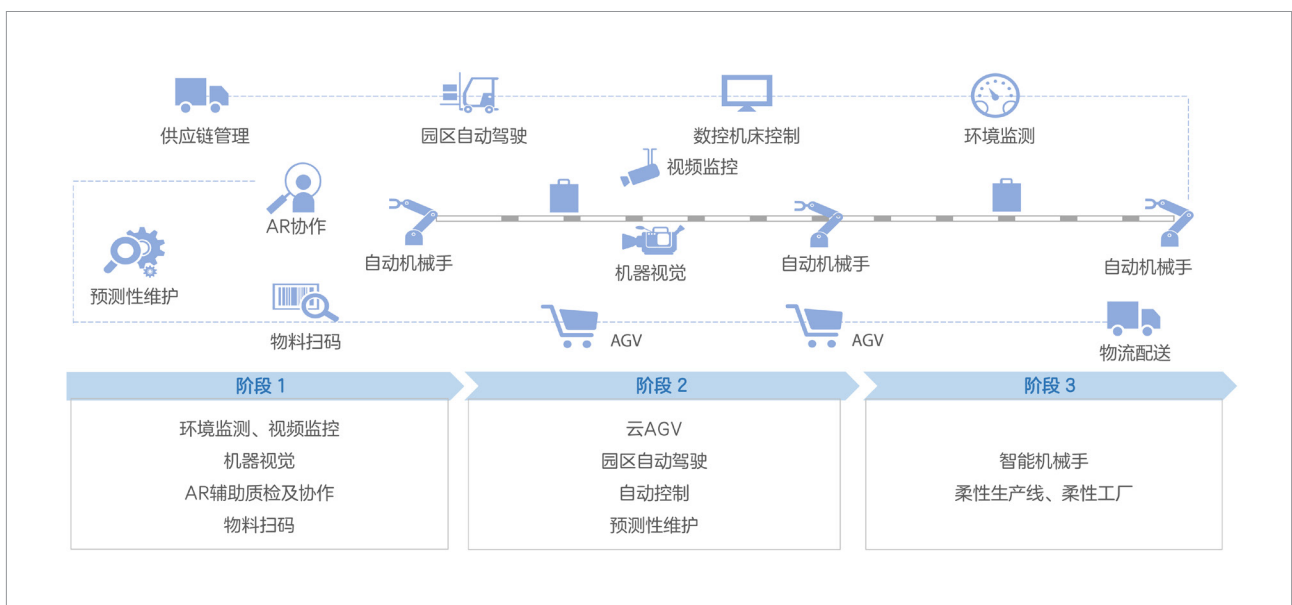 供应链管理
园区自动驾驶
数控机床控制
环境监测
视频监控
AR协作
自动机械手
机器视觉
自动机械手
自动机械手
预测性维护
物料扫码
AGV
AGV
物流配送
阶段 1
环境监测、视频监控
机器视觉
AR辅助质检及协作
物料扫码
阶段 2
云AGV
园区自动驾驶
自动控制
预测性维护
阶段 3
智能机械手
柔性生产线、柔性工厂